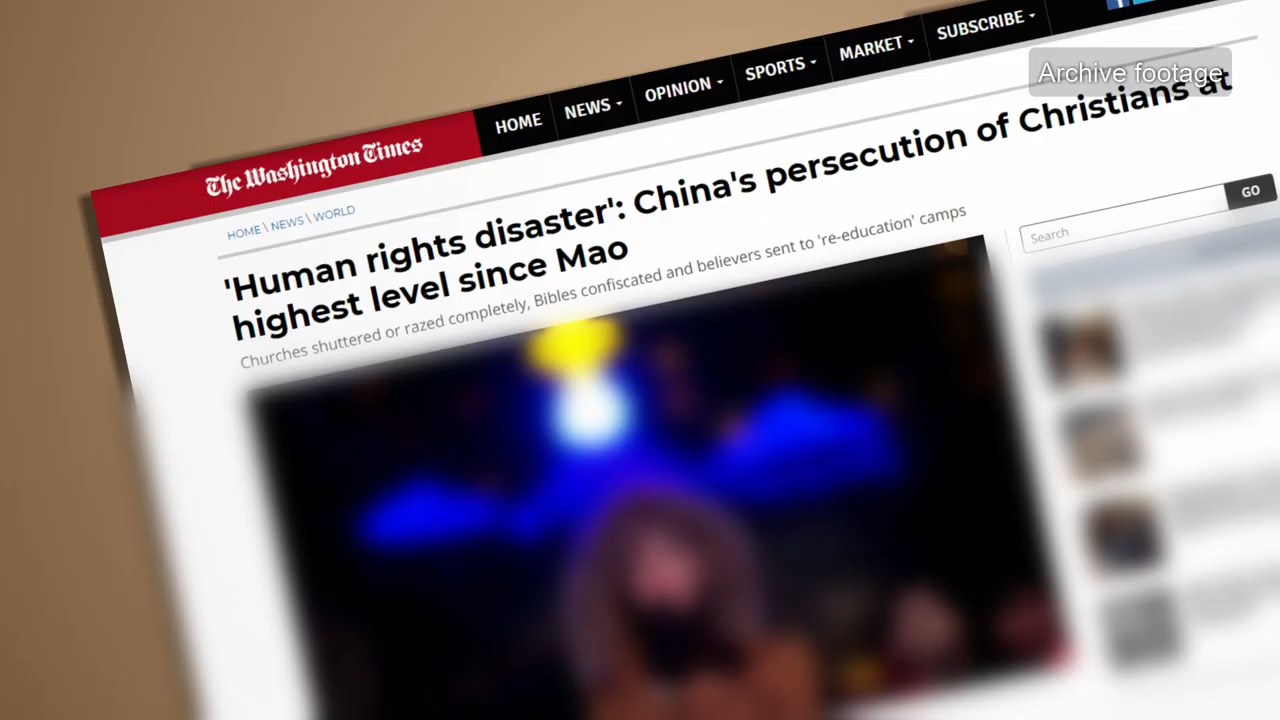 Archive footage
The Washington Times
HOME NEWS OPINION SPORTS MARKET SUBSCRIBE
HOME \ NEWS \ WORLD
'Human rights disaster': China's persecution of Christians at
highest level since Mao
Churches shuttered or razed completely, Bibles confiscated and believers sent to 're-education' camps
Search GO